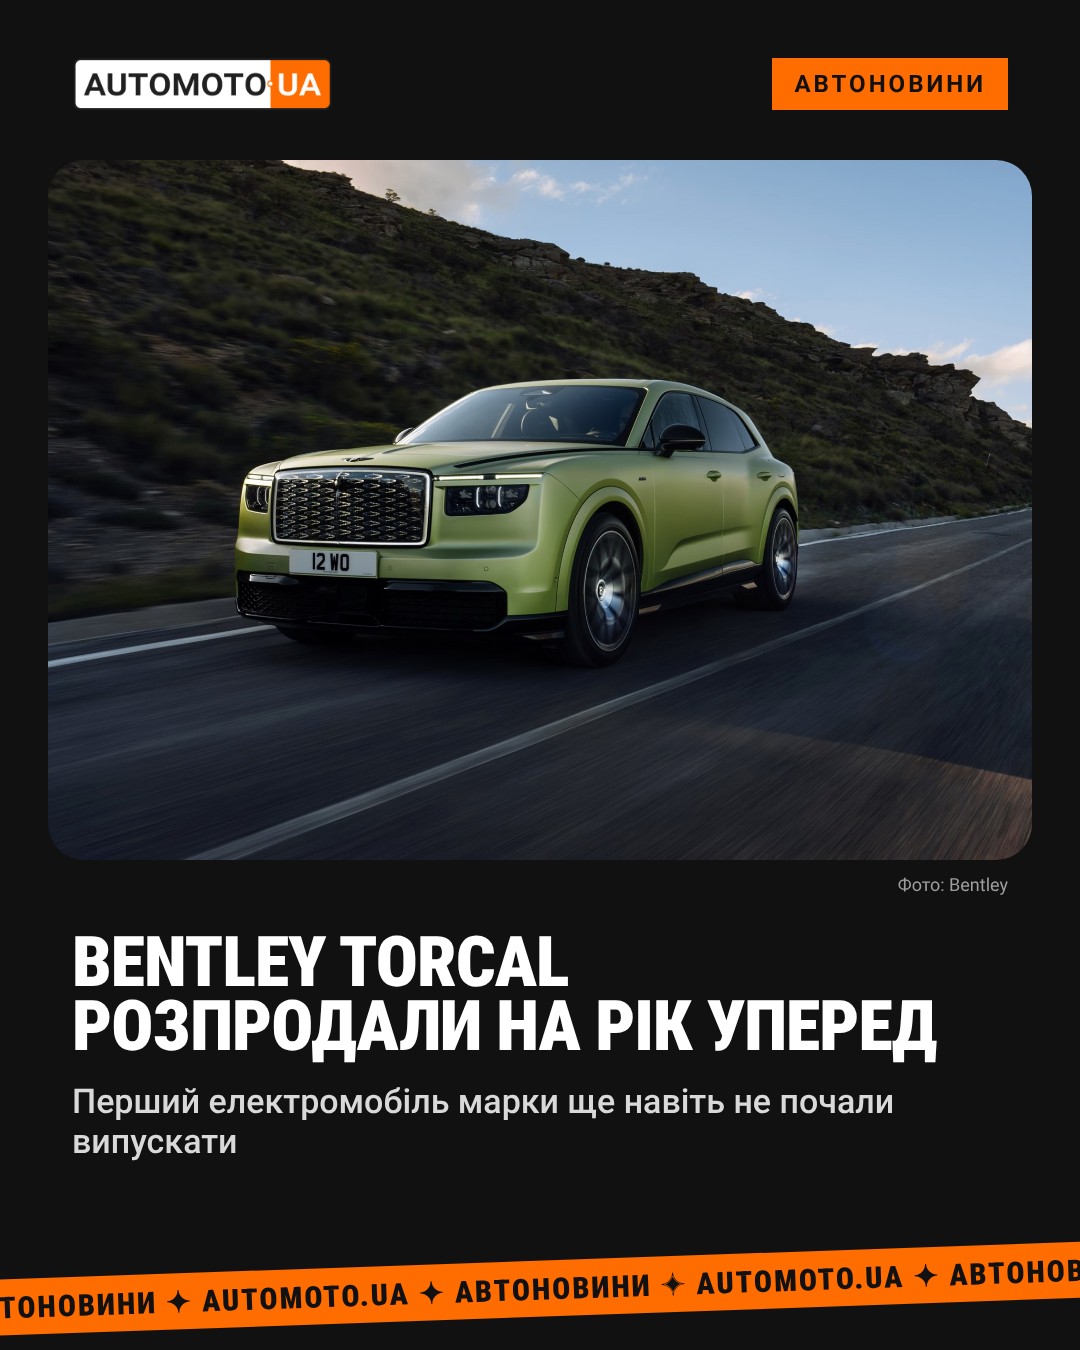 AUTOMOTO.UA
АВТОНОВИНИ
12 WO
Фото: Bentley
BENTLEY TORCAL
РОЗПРОДАЛИ НА РІК УПЕРЕД
Перший електромобіль марки ще навіть не почали
випускати
ТОНОВИНИ ✦ AUTOMOTO.UA ✦ АВТОНОВИНИ ✦ AUTOMOTO.UA ✦ АВТОНОВ